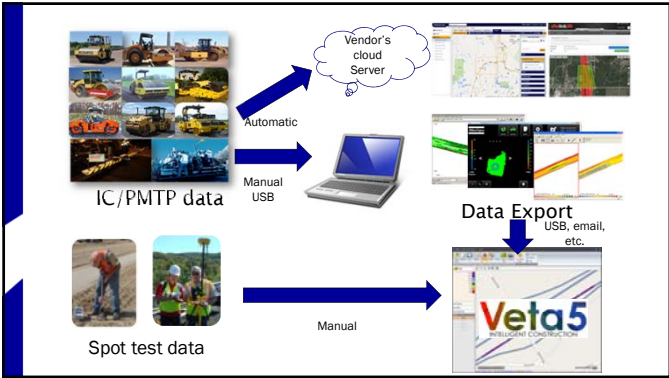 Vendor's
cloud
Server
Automatic
Manual
USB
IC/PMTP data
Data Export
USB, email,
etc.
Veta5
INTELLIGENT CONSTRUCTION
Manual
Spot test data